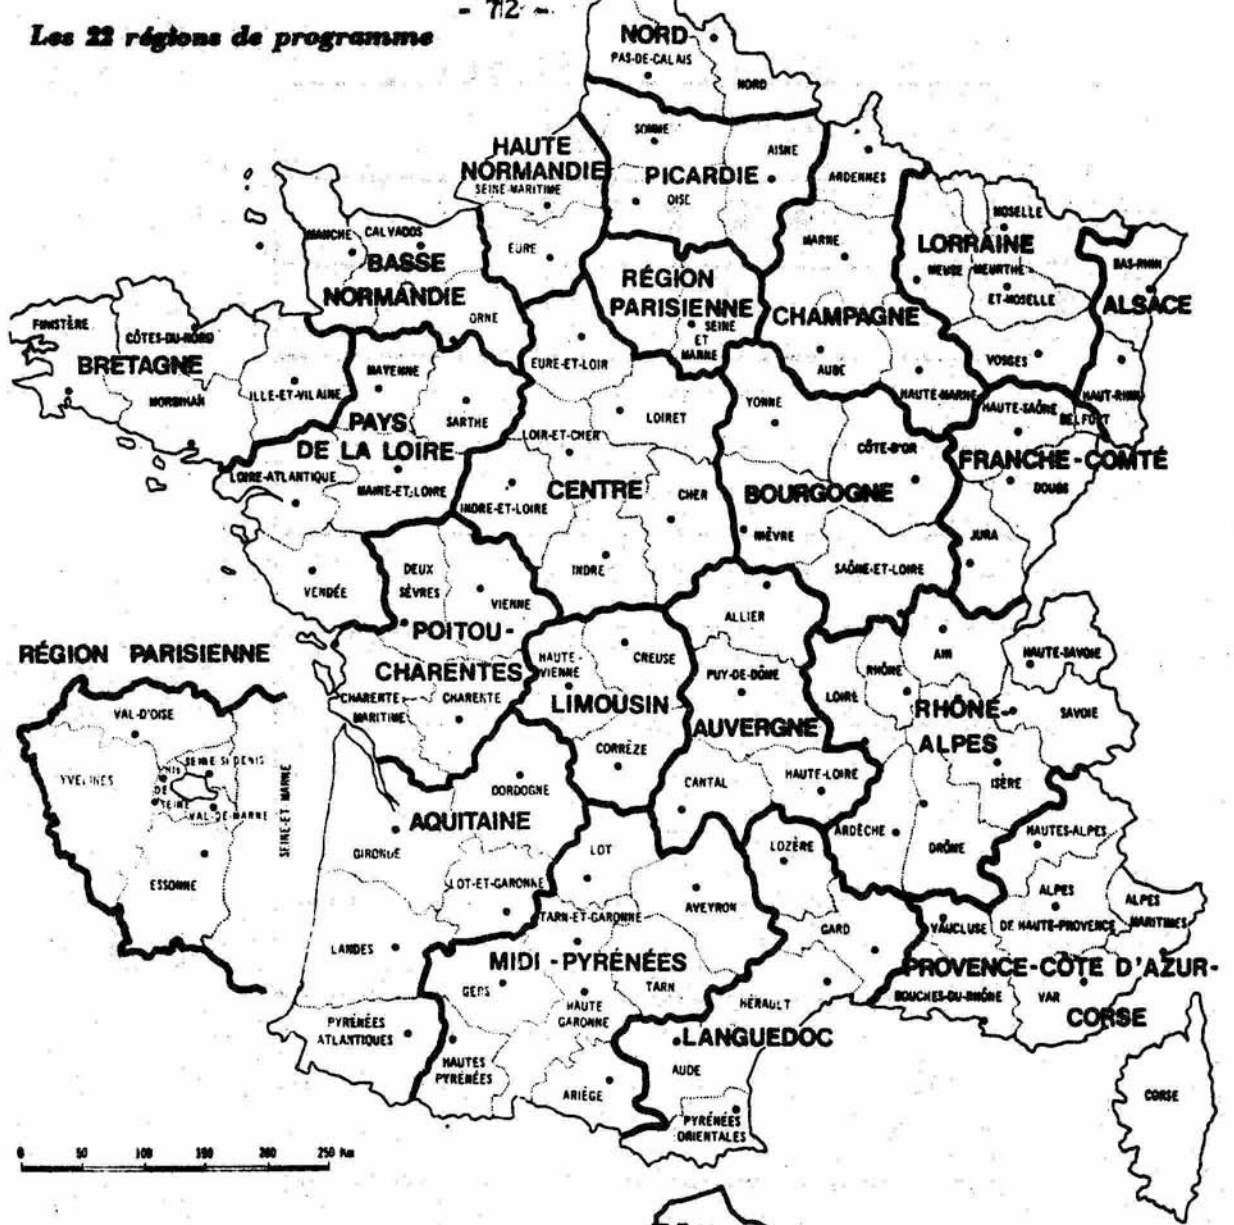 - 72 -
Les 22 régions de programme
NORD
PAS-DE-CALAIS
NORD
SOMME
AISNE
HAUTE
NORMANDIE
SEINE-MARITIME
PICARDIE
OISE
ARDENNES
MOSELLE
MANCHE
CALVADOS
EURE
MARNE
LORRAINE
MEUSE
MEURTHE
ET-MOSELLE
BAS-RHIN
BASSE
NORMANDIE
ORNE
RÉGION
PARISIENNE
SEINE
ET
MARNE
CHAMPAGNE
ALSACE
FINISTÈRE
CÔTES-DU-NORD
BRETAGNE
MORBIHAN
ILLE-ET-VILAINE
MAYENNE
SARTHE
EURE-ET-LOIR
AUBE
VOSGES
HAUTE-MARNE
HAUT-RHIN
HAUTE-SAÔNE
BELFORT
PAYS
DE LA LOIRE
LOIRE-ATLANTIQUE
MAINE-ET-LOIRE
LOIR-ET-CHER
LOIRET
YONNE
CÔTE-D'OR
FRANCHE-COMTÉ
DOUBS
INDRE-ET-LOIRE
CENTRE
CHER
BOURGOGNE
NIÈVRE
JURA
VENDÉE
DEUX
SÈVRES
VIENNE
INDRE
SAÔNE-ET-LOIRE
ALLIER
POITOU-
CHARENTES
CHARENTE-
MARITIME
CHARENTE
HAUTE-
VIENNE
CREUSE
LIMOUSIN
CORRÈZE
PUY-DE-DÔME
AUVERGNE
CANTAL
HAUTE-LOIRE
LOIRE
RHÔNE
AIN
HAUTE-SAVOIE
SAVOIE
RHÔNE-
ALPES
ISÈRE
RÉGION PARISIENNE
VAL-D'OISE
YVELINES
SEINE ST DENIS
DE
SEINE
VAL-DE-MARNE
ESSONNE
SEINE-ET MARNE
DORDOGNE
AQUITAINE
GIRONDE
LOT-ET-GARONNE
LANDES
PYRÉNÉES
ATLANTIQUES
LOT
TARN-ET-GARONNE
AVEYRON
LOZÈRE
ARDÈCHE
DRÔME
HAUTES-ALPES
ALPES
DE HAUTE-PROVENCE
ALPES
MARITIMES
MIDI-PYRÉNÉES
GERS
HAUTE
GARONNE
TARN
HAUTES
PYRÉNÉES
ARIÈGE
GARD
HÉRAULT
LANGUEDOC
AUDE
PYRÉNÉES
ORIENTALES
VAUCLUSE
PROVENCE-CÔTE D'AZUR-
BOUCHES-DU-RHÔNE
VAR
CORSE
CORSE
0 50 100 150 200 250 Km